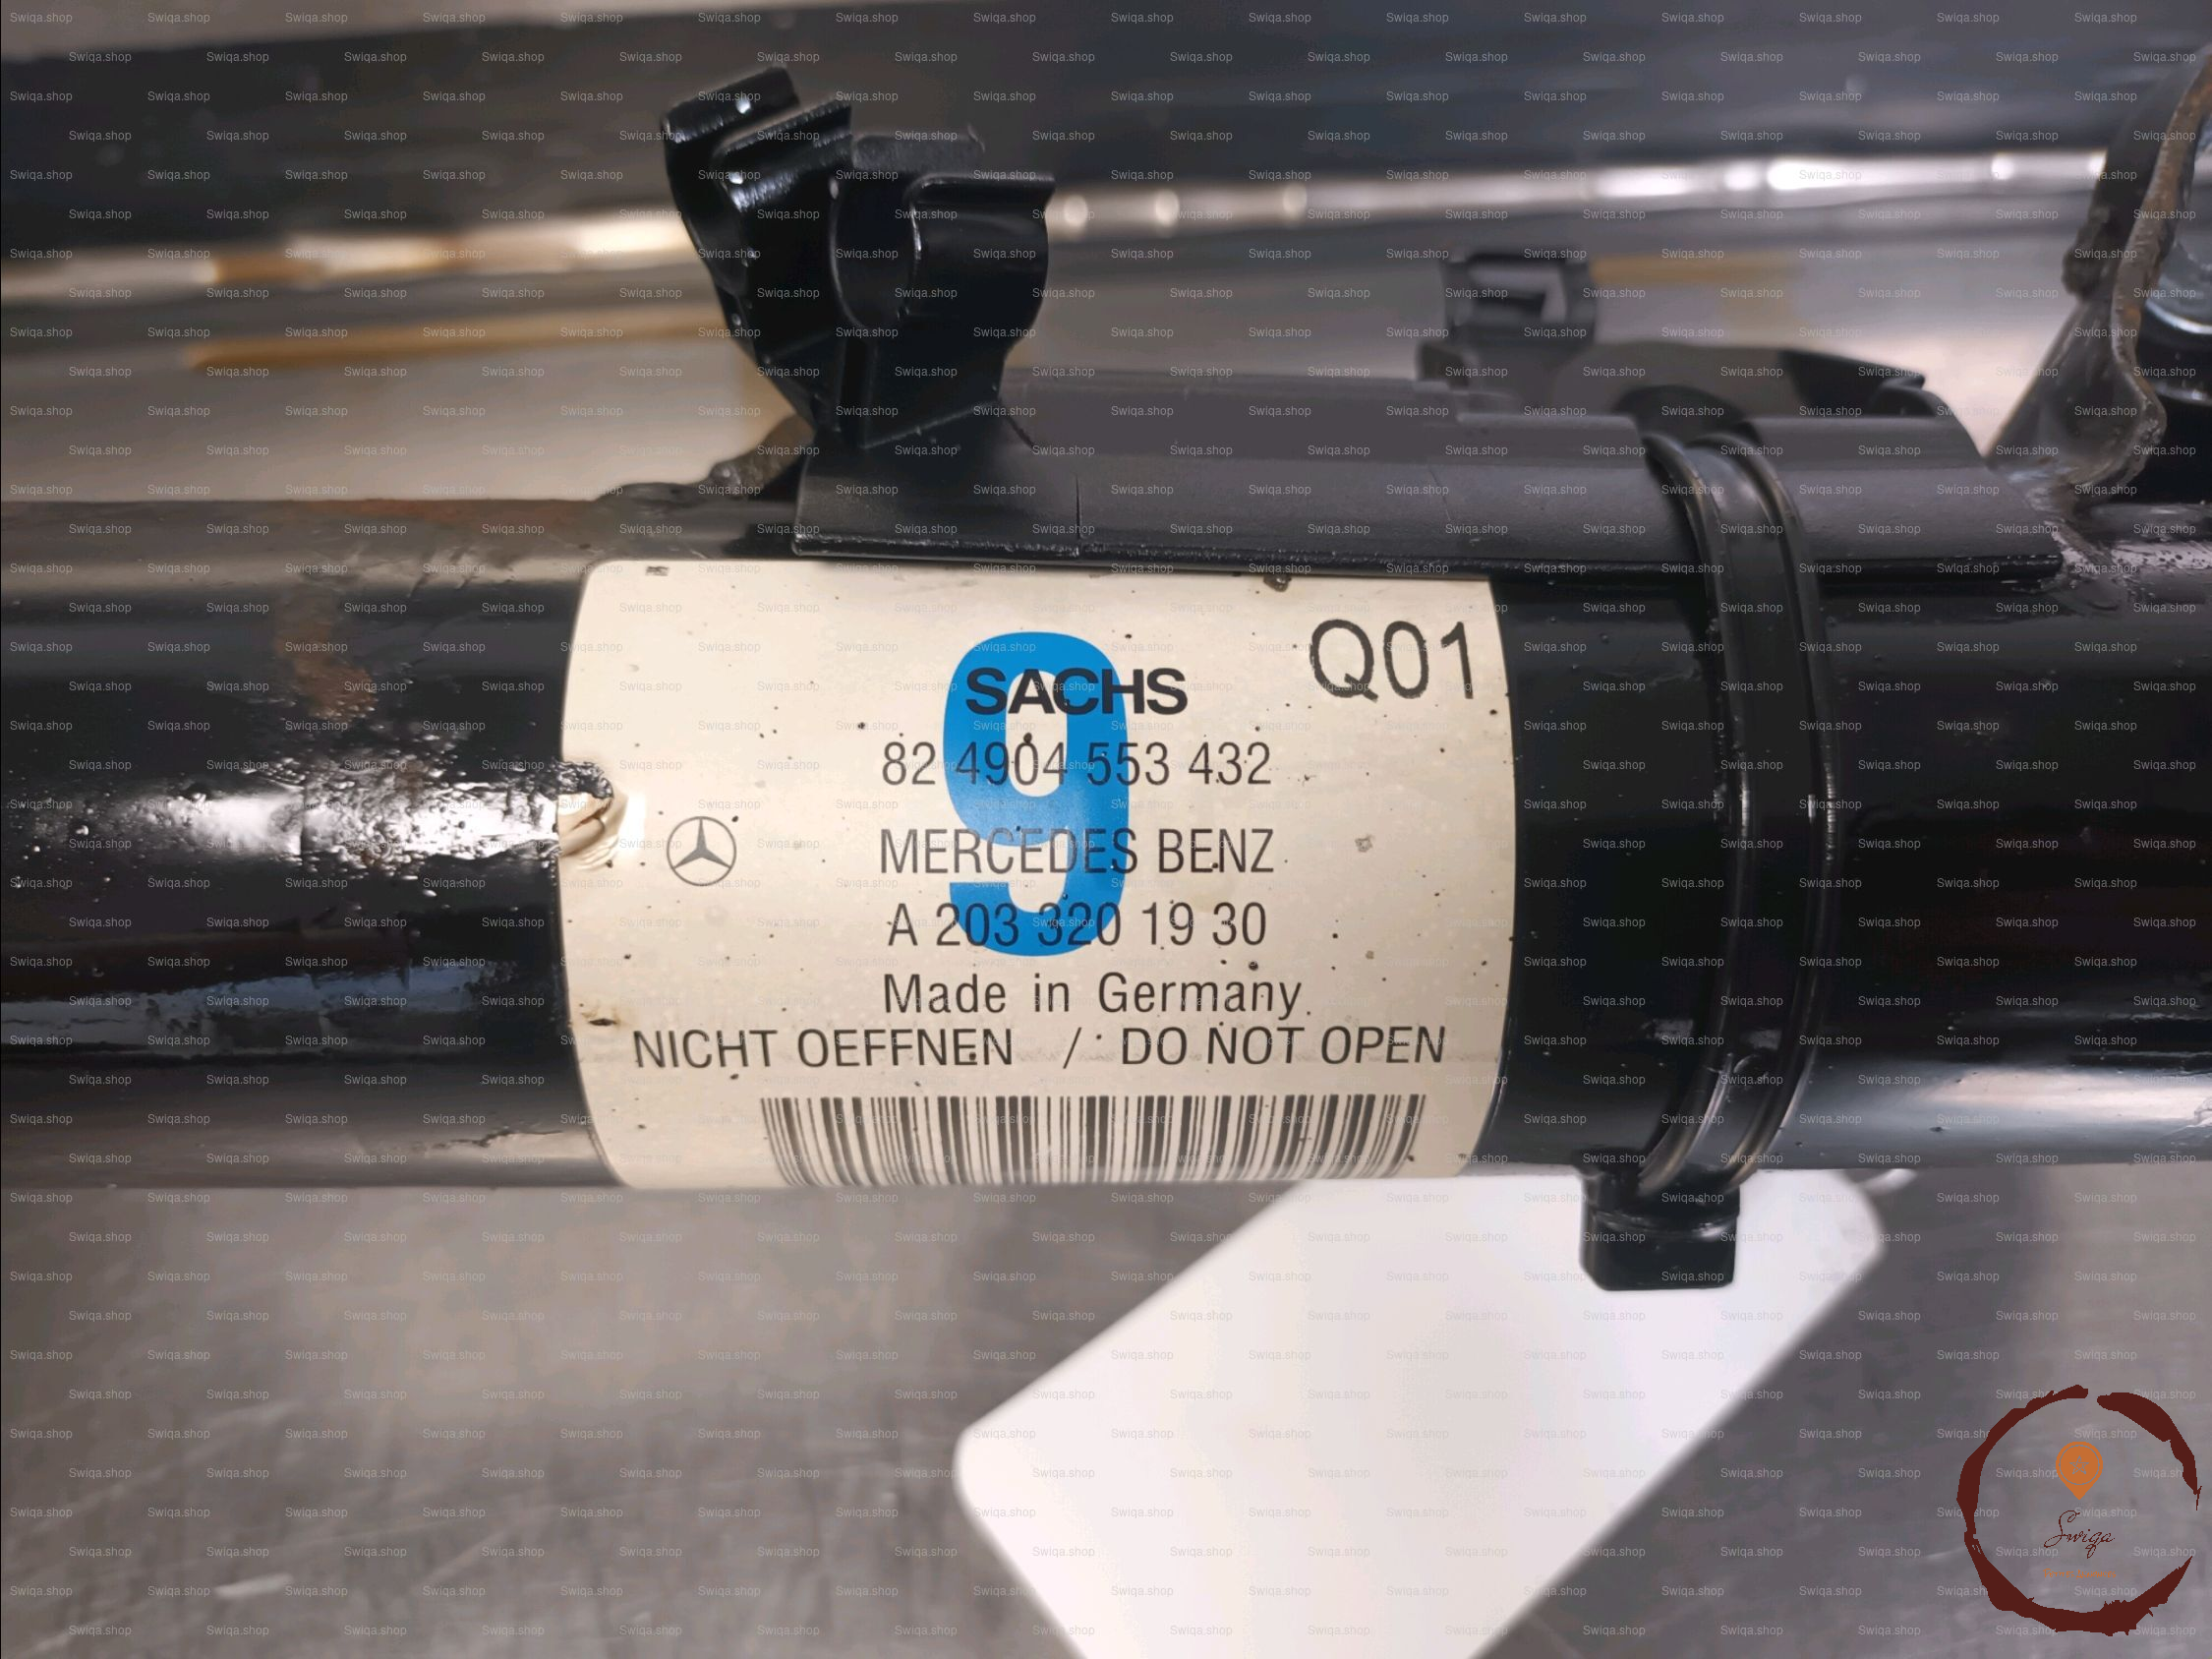 Q01
9
SACHS
82 4904 553 432
MERCEDES BENZ
A 203 320 19 30
Made in Germany
NICHT OEFFNEN / DO NOT OPEN
Swiqa
Swiqa.shop